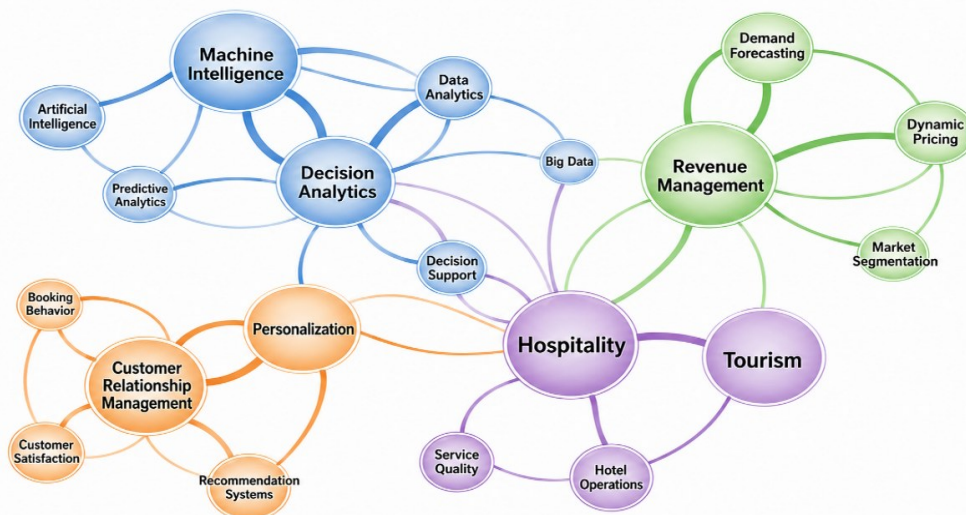 Machine
Intelligence
Artificial
Intelligence
Data
Analytics
Predictive
Analytics
Decision
Analytics
Big Data
Decision
Support
Demand
Forecasting
Dynamic
Pricing
Revenue
Management
Market
Segmentation
Booking
Behavior
Personalization
Customer
Relationship
Management
Customer
Satisfaction
Recommendation
Systems
Hospitality
Tourism
Service
Quality
Hotel
Operations